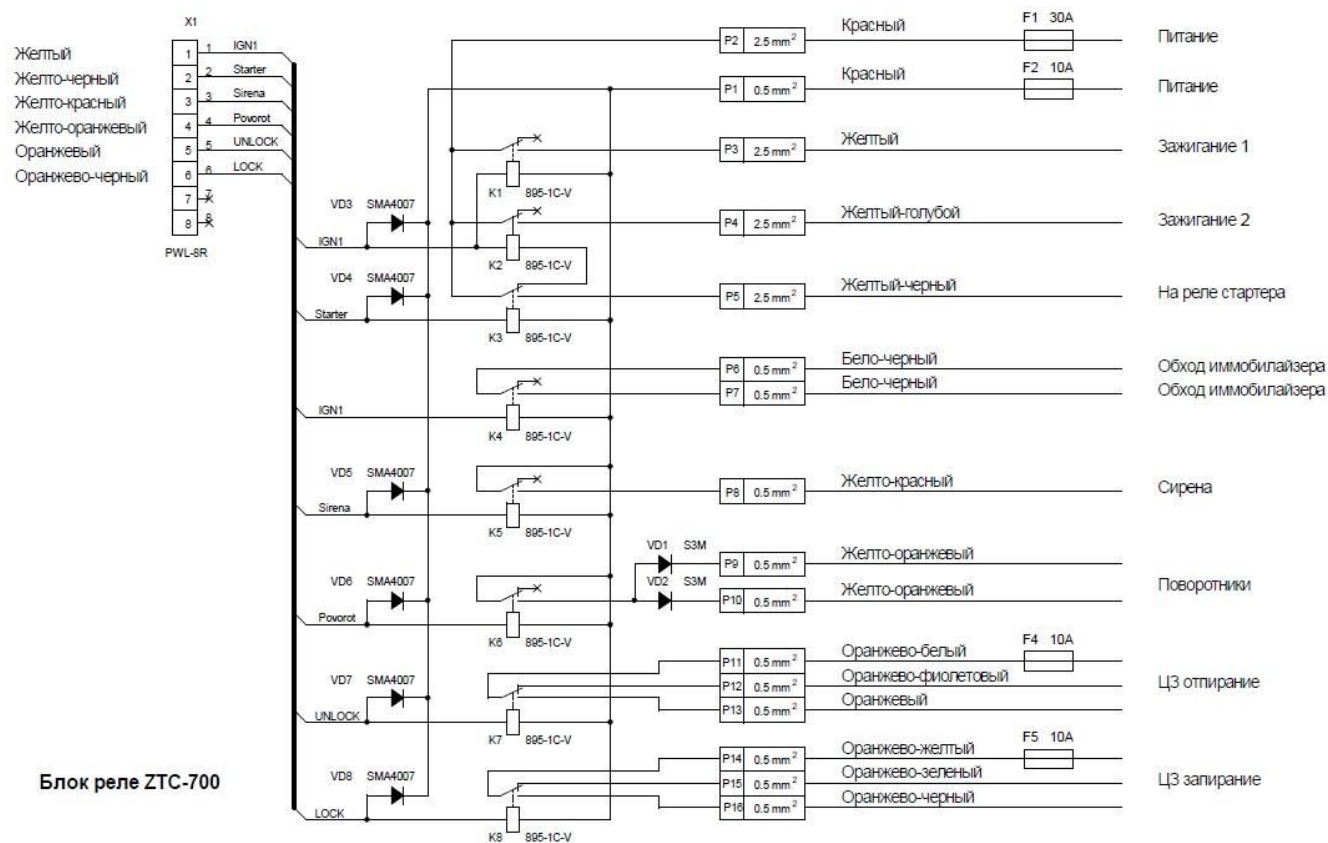 X1
Желтый 1 1 IGN1
Желто-черный 2 2 Starter
Желто-красный 3 3 Sirena
Желто-оранжевый 4 4 Povorot
Оранжевый 5 5 UNLOCK
Оранжево-черный 6 6 LOCK
7 7
8 8
PWL-8R
P2 2.5 mm² Красный F1 30A Питание
P1 0.5 mm² Красный F2 10A Питание
K1 895-1C-V
P3 2.5 mm² Желтый Зажигание 1
VD3 SMA4007
IGN1
K2 895-1C-V
P4 2.5 mm² Желтый-голубой Зажигание 2
VD4 SMA4007
Starter
K3 895-1C-V
P5 2.5 mm² Желтый-черный На реле стартера
P6 0.5 mm² Бело-черный Обход иммобилайзера
P7 0.5 mm² Бело-черный Обход иммобилайзера
IGN1
K4 895-1C-V
VD5 SMA4007
Sirena
K5 895-1C-V
P8 0.5 mm² Желто-красный Сирена
VD1 S3M P9 0.5 mm² Желто-оранжевый
VD2 S3M P10 0.5 mm² Желто-оранжевый
Поворотники
VD6 SMA4007
Povorot
K6 895-1C-V
P11 0.5 mm² Оранжево-белый F4 10A
P12 0.5 mm² Оранжево-фиолетовый
P13 0.5 mm² Оранжевый
ЦЗ отпирание
VD7 SMA4007
UNLOCK
K7 895-1C-V
P14 0.5 mm² Оранжево-желтый F5 10A
P15 0.5 mm² Оранжево-зеленый
P16 0.5 mm² Оранжево-черный
ЦЗ запирание
VD8 SMA4007
LOCK
K8 895-1C-V
Блок реле ZTC-700